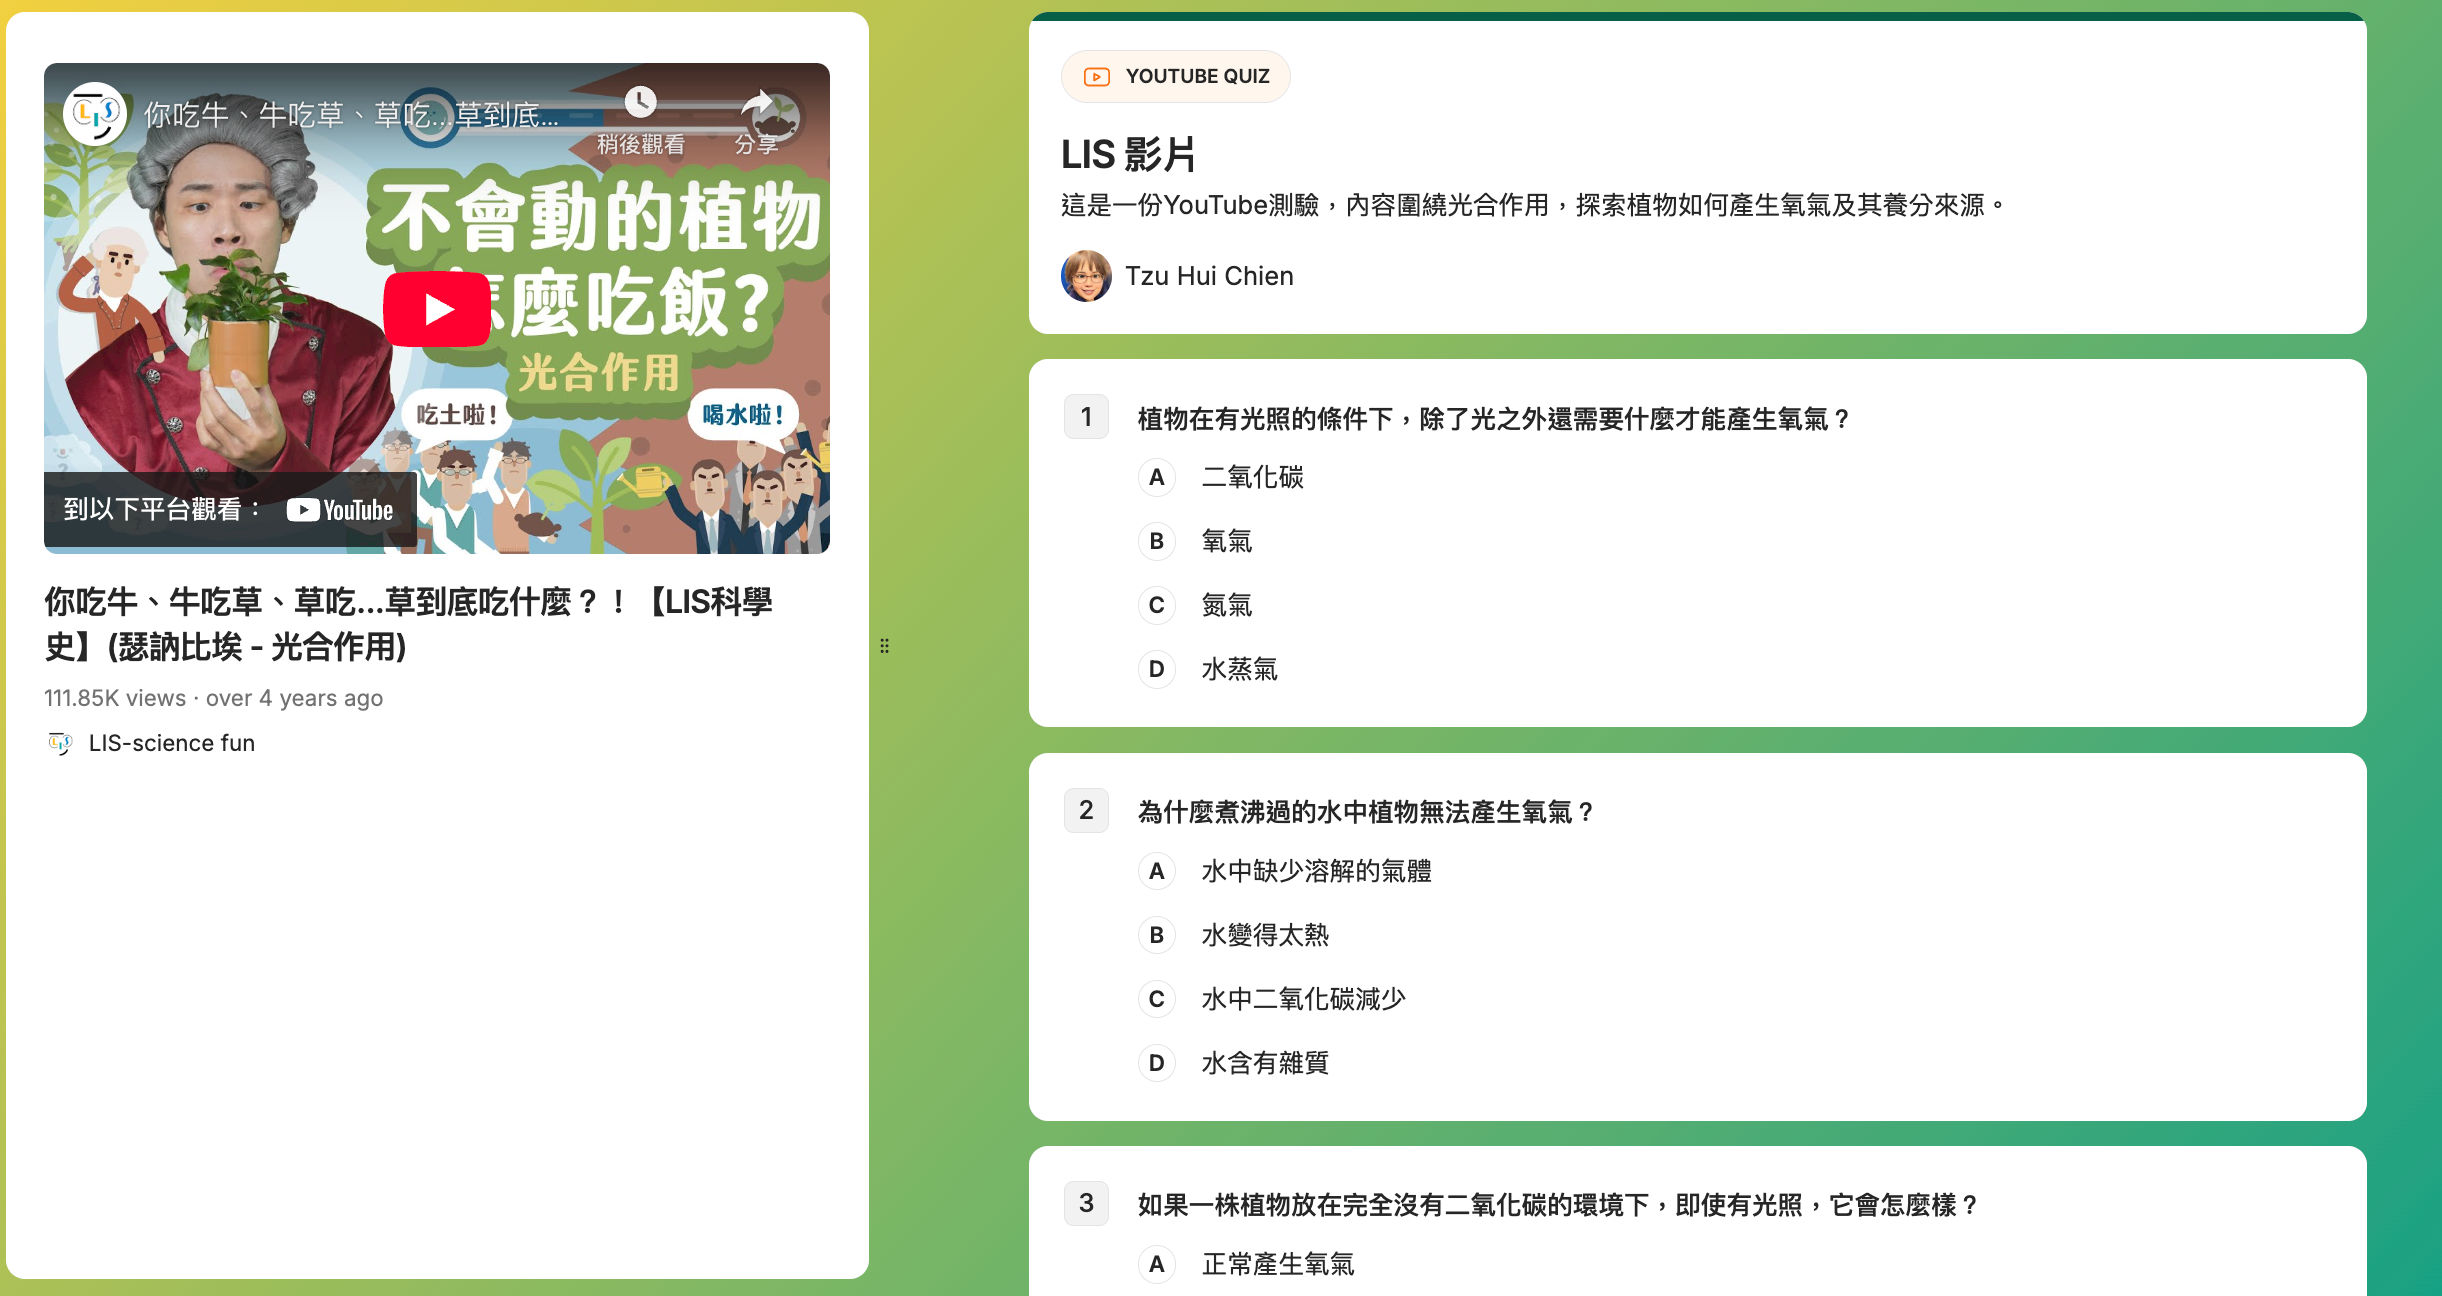 LIS
你吃牛、牛吃草、草吃...草到底...
稍後觀看
分享
不會動的植物
麼吃飯?
光合作用
吃土啦!
喝水啦!
到以下平台觀看： YouTube
你吃牛、牛吃草、草吃...草到底吃什麼？！【LIS科學
史】(瑟訥比埃 - 光合作用)
111.85K views · over 4 years ago
LIS-science fun
YOUTUBE QUIZ
LIS 影片
這是一份YouTube測驗，內容圍繞光合作用，探索植物如何產生氧氣及其養分來源。
Tzu Hui Chien
1 植物在有光照的條件下，除了光之外還需要什麼才能產生氧氣？
A 二氧化碳
B 氧氣
C 氮氣
D 水蒸氣
2 為什麼煮沸過的水中植物無法產生氧氣？
A 水中缺少溶解的氣體
B 水變得太熱
C 水中二氧化碳減少
D 水含有雜質
3 如果一株植物放在完全沒有二氧化碳的環境下，即使有光照，它會怎麼樣？
A 正常產生氧氣